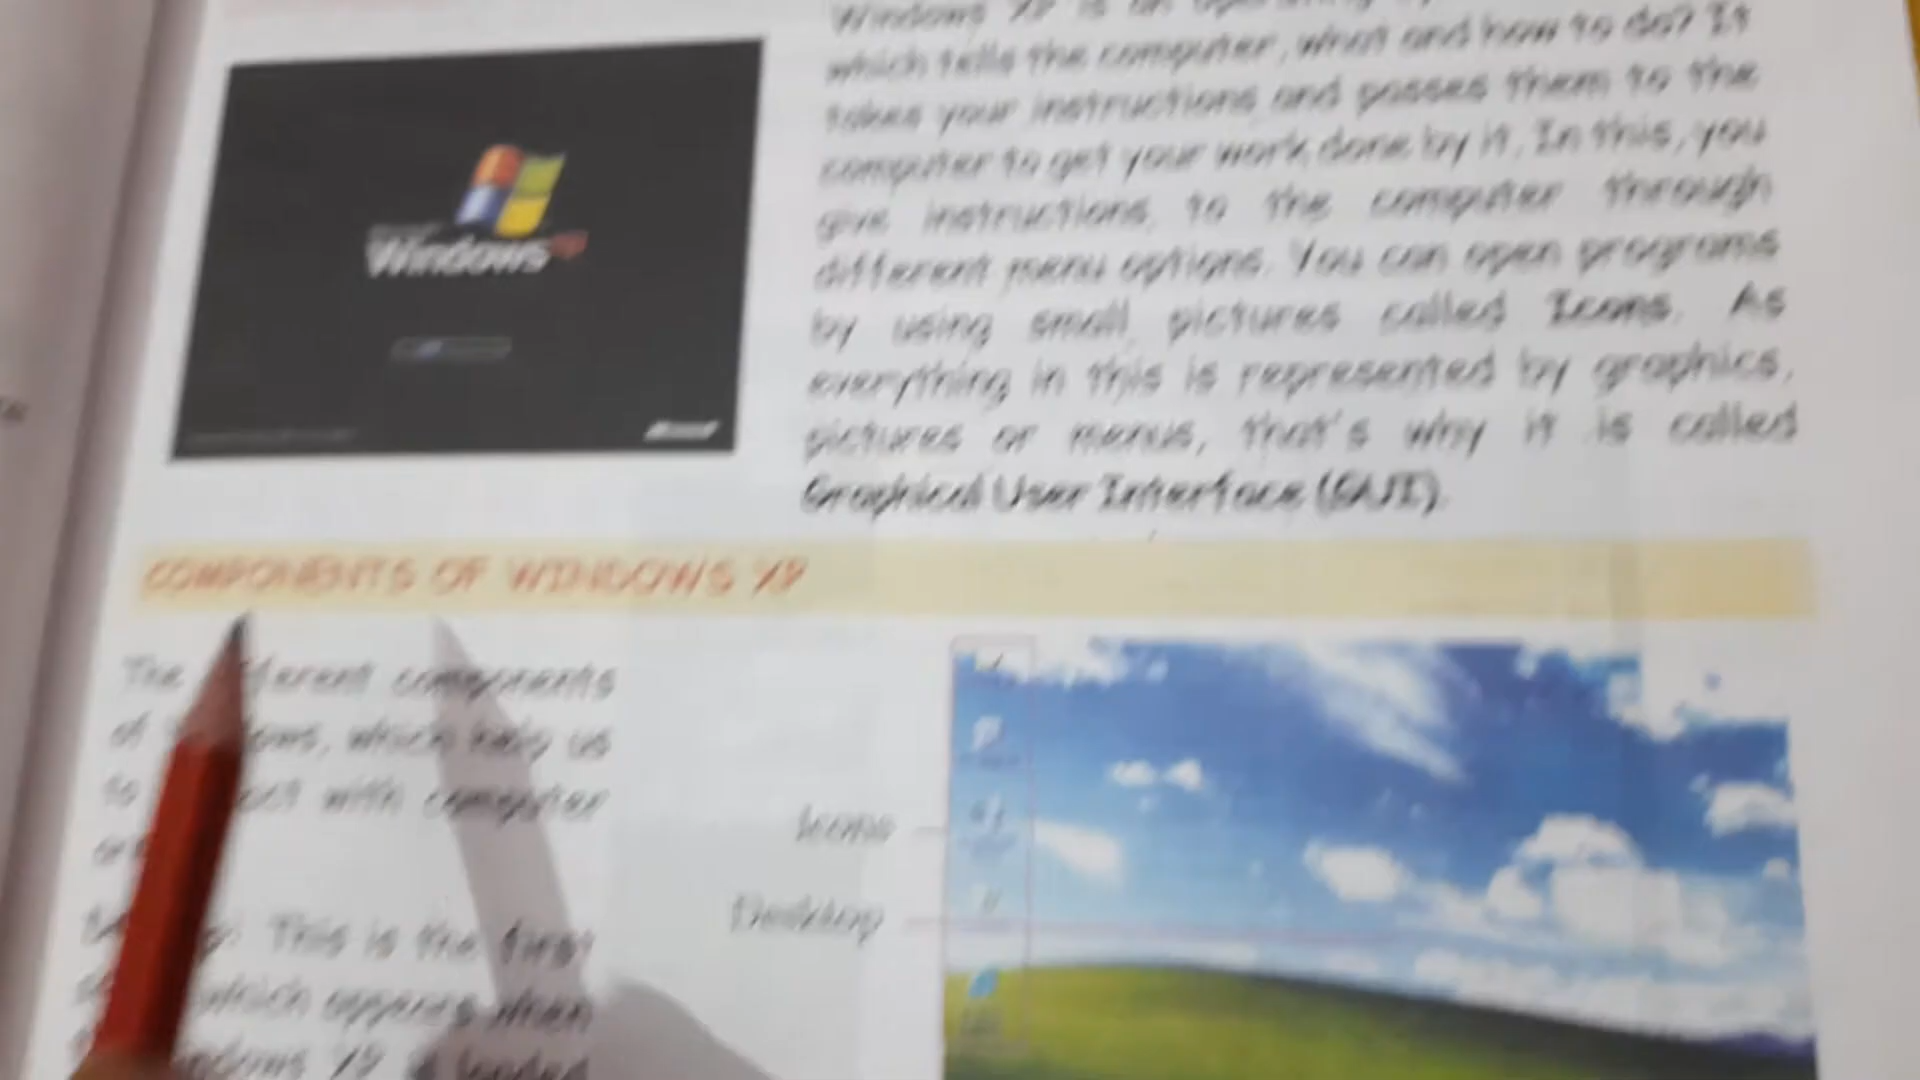 Windows XP is an operating
which tells the computer, what and how to do? It
takes your instructions and passes them to the
computer to get your work done by it. In this, you
give instructions to the computer through
different menu options. You can open programs
by using small pictures called Icons. As
everything in this is represented by graphics,
pictures or menus, that's why it is called
Graphical User Interface (GUI).
Windows XP
COMPONENTS OF WINDOWS XP
The components
of which help us
to with computer
This is the first
which appears when
XP is loaded
Icons
Desktop